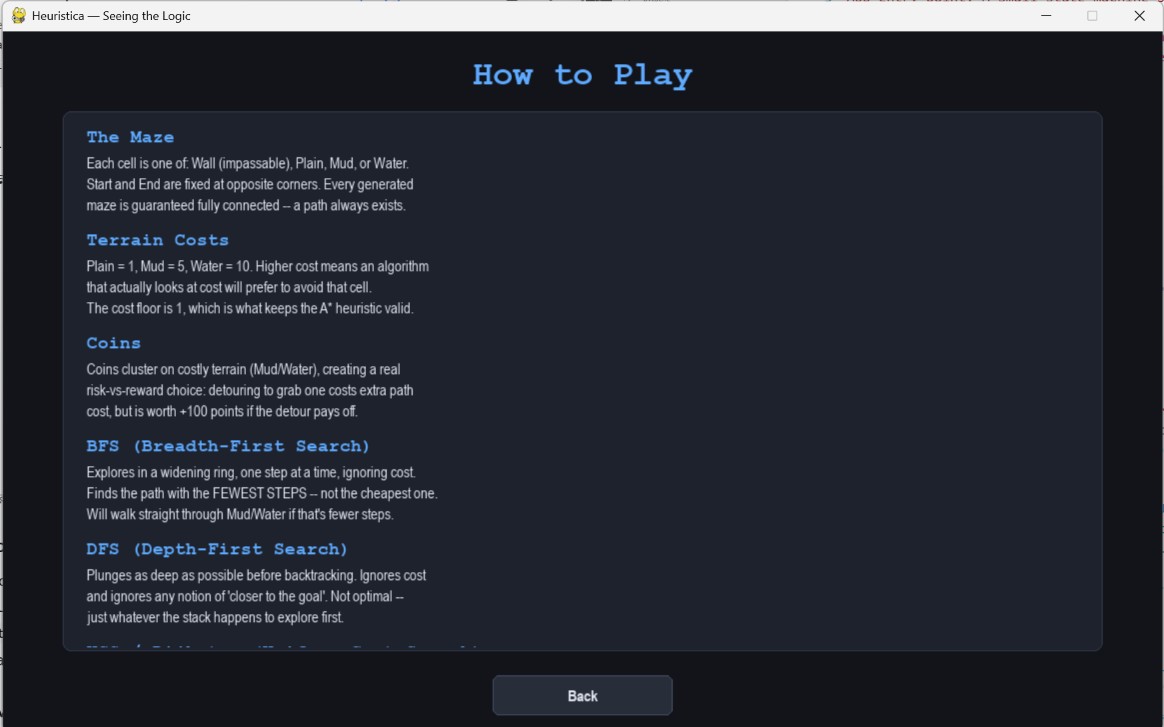 Heuristica — Seeing the Logic
How to Play
The Maze
Each cell is one of: Wall (impassable), Plain, Mud, or Water.
Start and End are fixed at opposite corners. Every generated
maze is guaranteed fully connected -- a path always exists.
Terrain Costs
Plain = 1, Mud = 5, Water = 10. Higher cost means an algorithm
that actually looks at cost will prefer to avoid that cell.
The cost floor is 1, which is what keeps the A* heuristic valid.
Coins
Coins cluster on costly terrain (Mud/Water), creating a real
risk-vs-reward choice: detouring to grab one costs extra path
cost, but is worth +100 points if the detour pays off.
BFS (Breadth-First Search)
Explores in a widening ring, one step at a time, ignoring cost.
Finds the path with the FEWEST STEPS -- not the cheapest one.
Will walk straight through Mud/Water if that's fewer steps.
DFS (Depth-First Search)
Plunges as deep as possible before backtracking. Ignores cost
and ignores any notion of 'closer to the goal'. Not optimal --
just whatever the stack happens to explore first.
Back